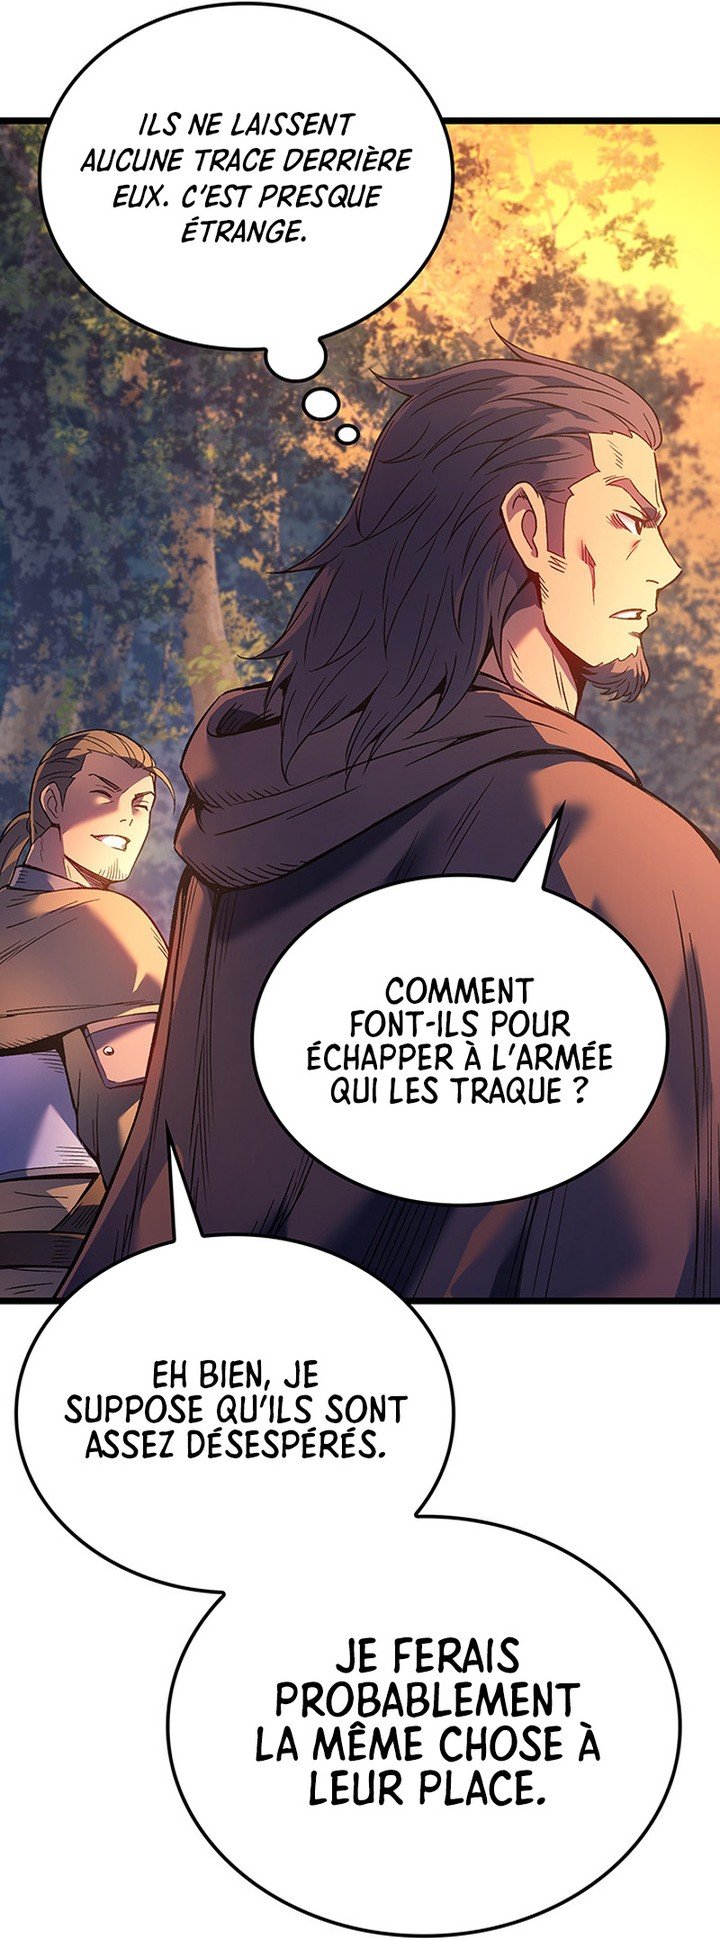 ILS NE LAISSENT
AUCUNE TRACE DERRIÈRE
EUX. C'EST PRESQUE
ÉTRANGE.
COMMENT
FONT-ILS POUR
ÉCHAPPER À L'ARMÉE
QUI LES TRAQUE ?
EH BIEN, JE
SUPPOSE QU'ILS SONT
ASSEZ DÉSESPÉRÉS.
JE FERAIS
PROBABLEMENT
LA MÊME CHOSE À
LEUR PLACE.